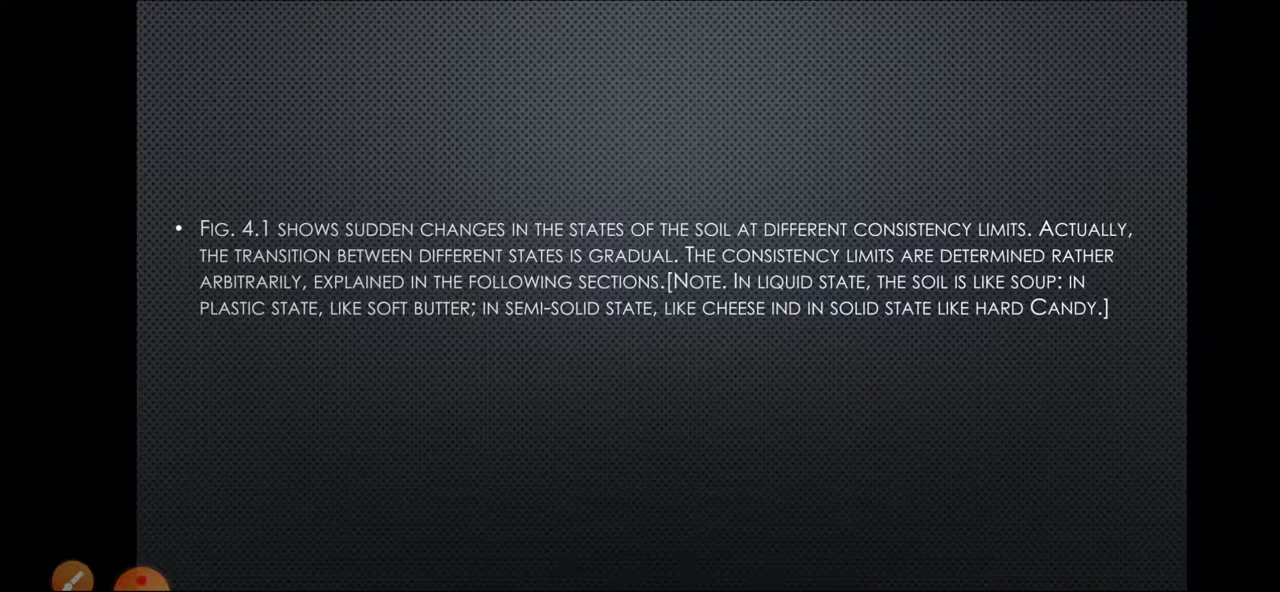 • Fig. 4.1 shows sudden changes in the states of the soil at different consistency limits. Actually,
the transition between different states is gradual. The consistency limits are determined rather
arbitrarily, explained in the following sections.[Note. In liquid state, the soil is like soup: in
plastic state, like soft butter; in semi-solid state, like cheese ind in solid state like hard Candy.]